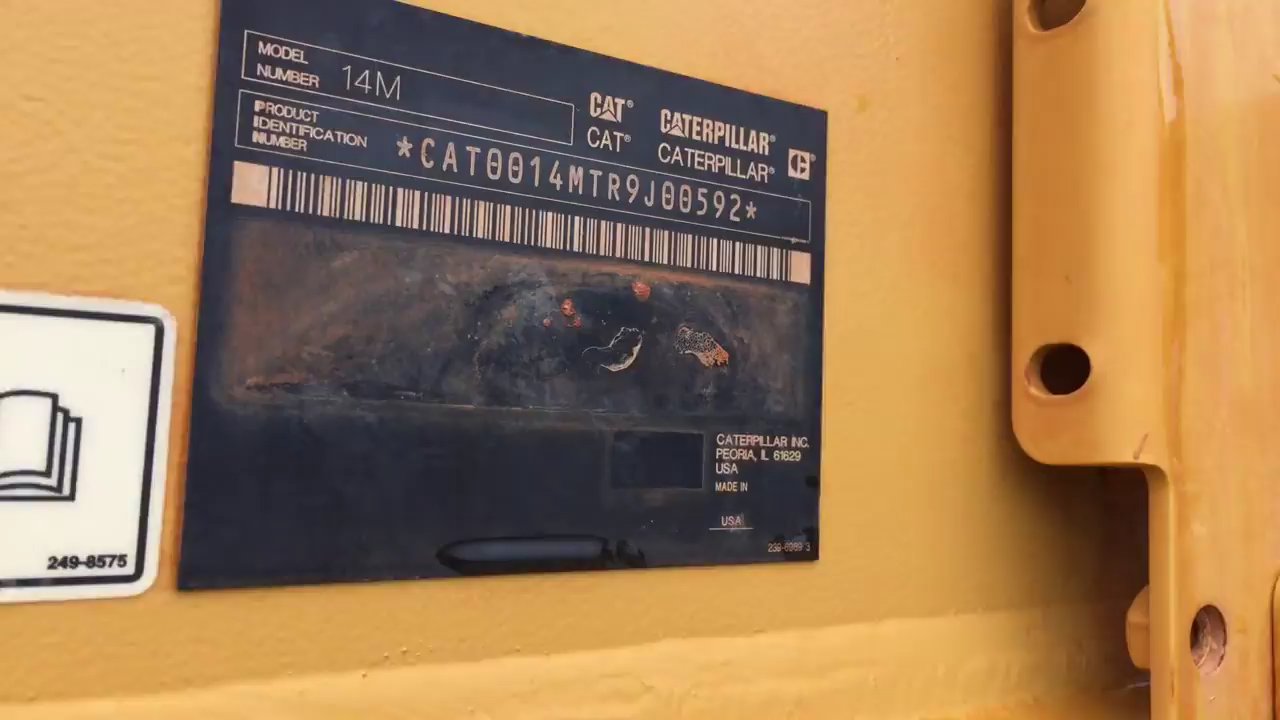 MODEL
NUMBER 14M
PRODUCT
IDENTIFICATION
NUMBER
*CAT0014MTR9J00592*
CAT® CATERPILLAR®
CAT® CATERPILLAR®
CATERPILLAR INC.
PEORIA, IL 61629
USA
MADE IN
USA
249-8575